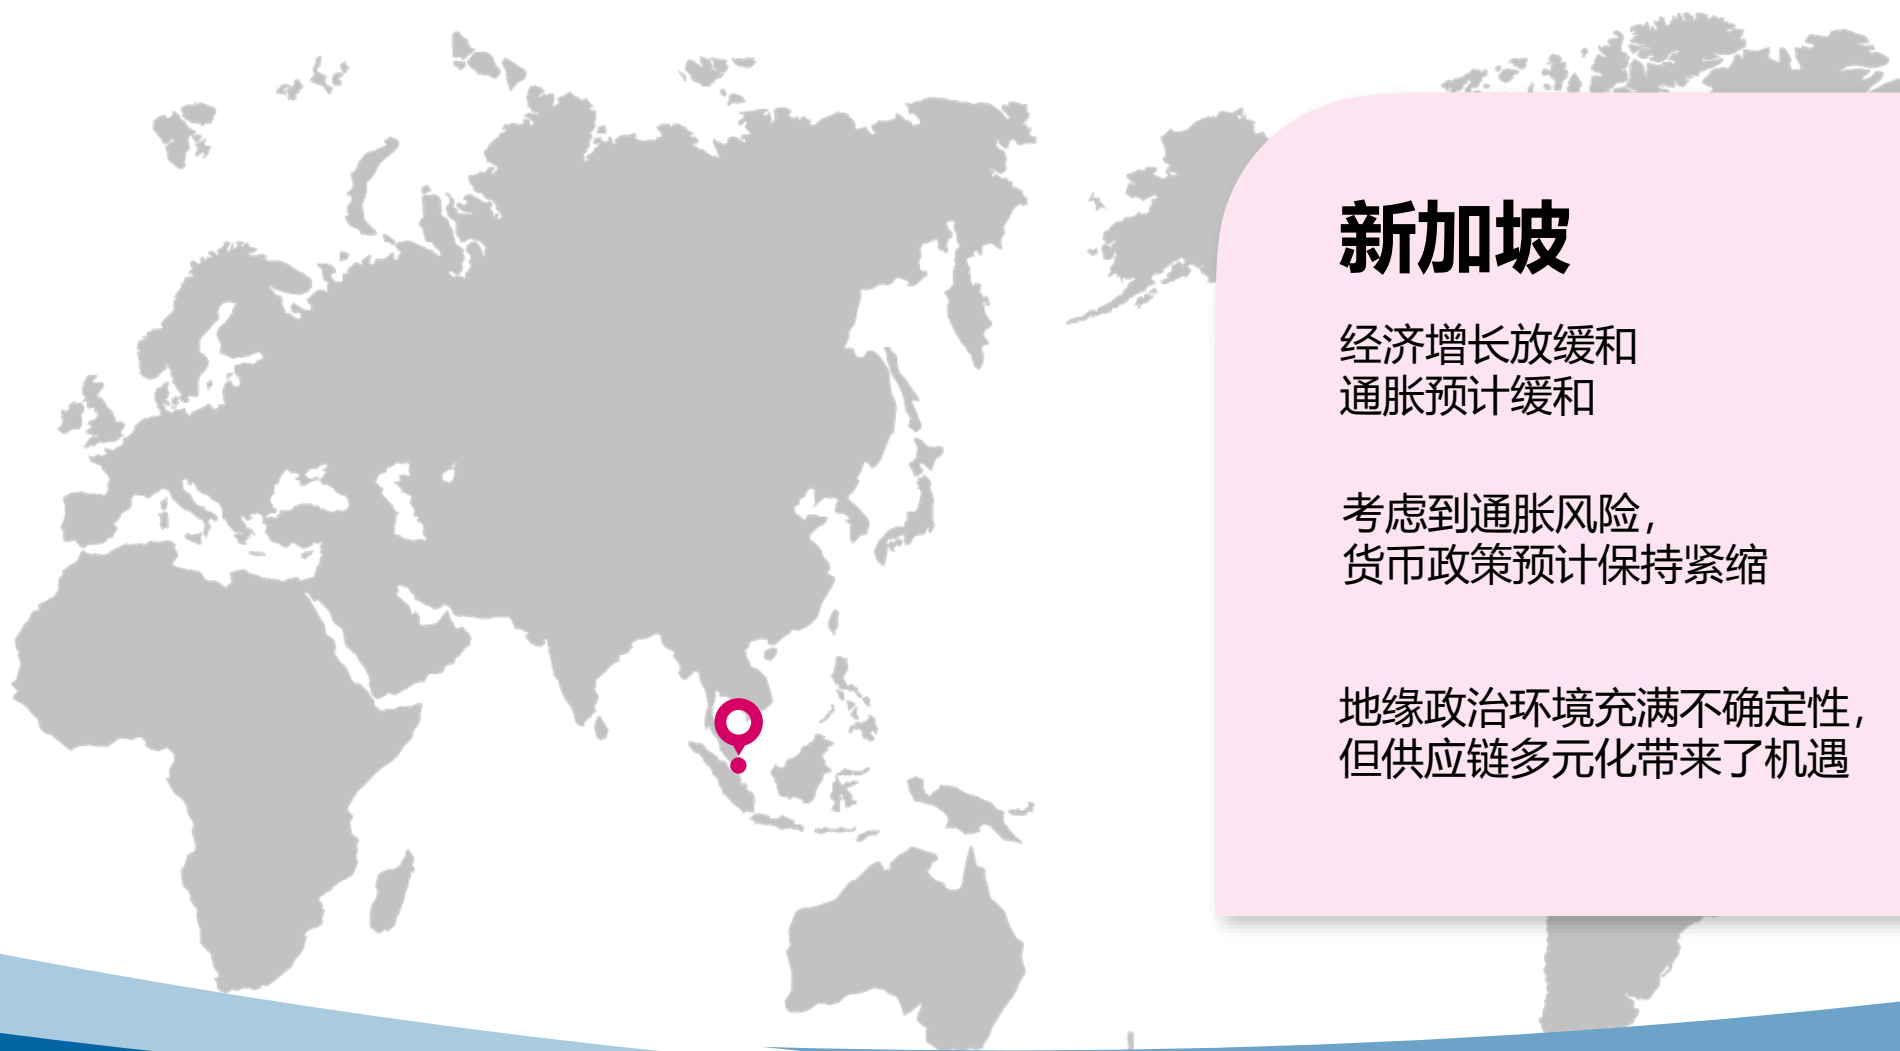 新加坡
经济增长放缓和
通胀预计缓和
考虑到通胀风险，
货币政策预计保持紧缩
地缘政治环境充满不确定性，
但供应链多元化带来了机遇